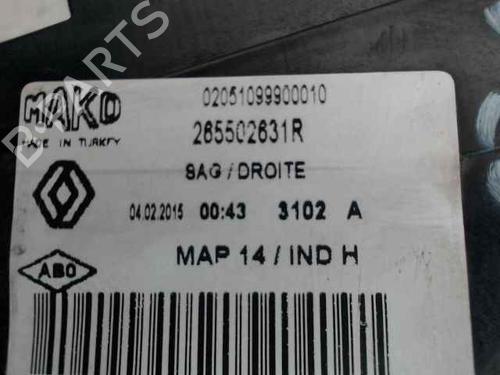 B-PARTS
MAKO
MADE IN TURKEY
02051099900010
265502631R
SAG / DROITE
04.02.2015 00:43 3102 A
ABO
MAP 14 / IND H